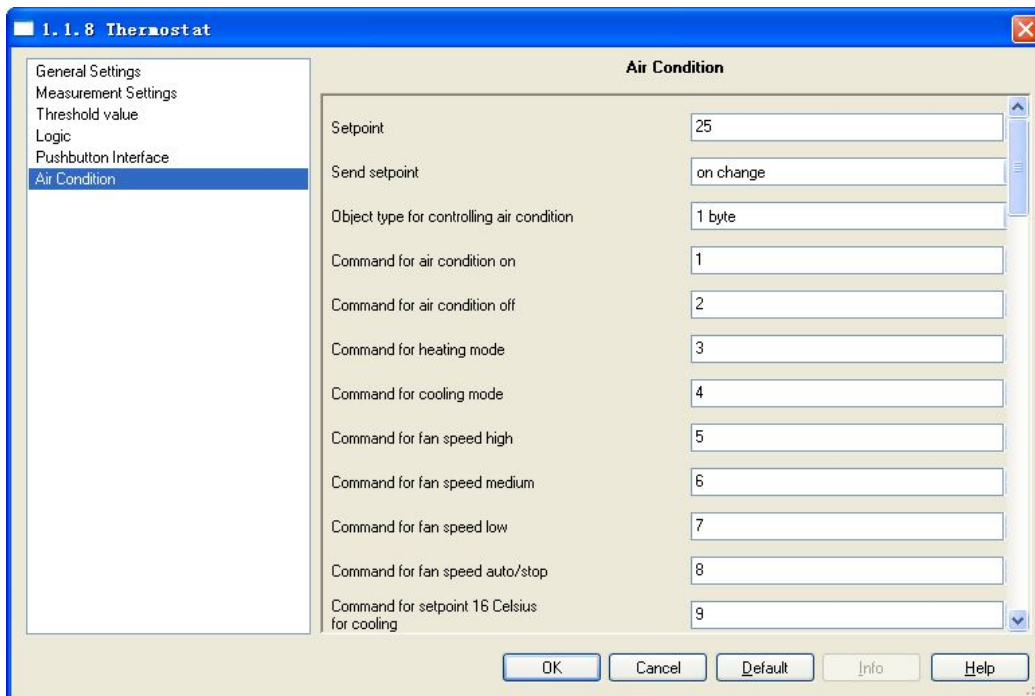 1.1.8 Thermostat
General Settings
Measurement Settings
Threshold value
Logic
Pushbutton Interface
Air Condition
Air Condition
Setpoint 25
Send setpoint on change
Object type for controlling air condition 1 byte
Command for air condition on 1
Command for air condition off 2
Command for heating mode 3
Command for cooling mode 4
Command for fan speed high 5
Command for fan speed medium 6
Command for fan speed low 7
Command for fan speed auto/stop 8
Command for setpoint 16 Celsius
for cooling 9
OK Cancel Default Info Help